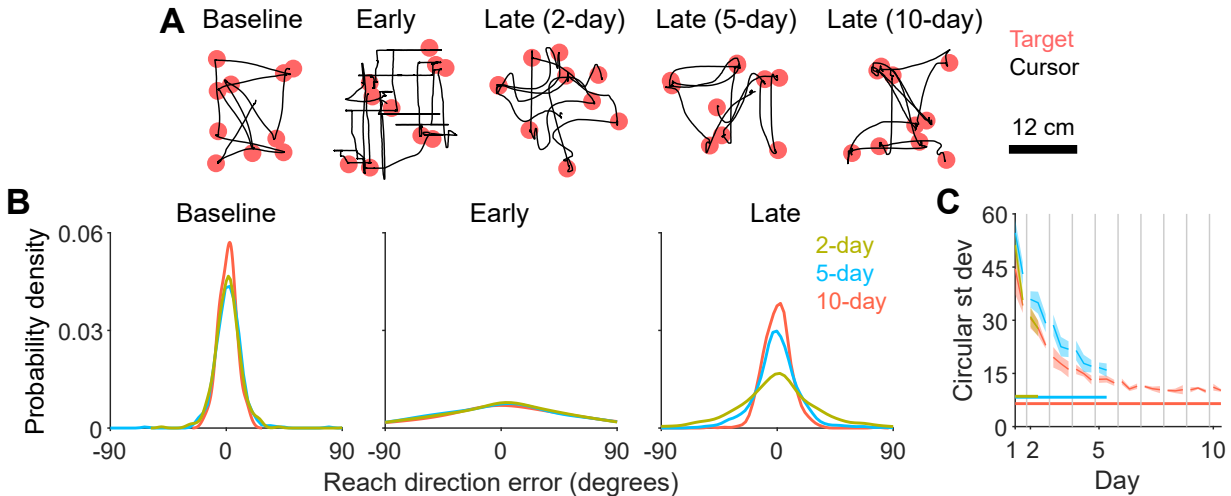 A
Baseline
Early
Late (2-day)
Late (5-day)
Late (10-day)
Target
Cursor
12 cm
B
Baseline
Early
Late
Probability density
0.06
0.03
0
-90
0
90
-90
0
90
-90
0
90
2-day
5-day
10-day
Reach direction error (degrees)
C
Circular st dev
60
45
30
15
0
1 2
5
10
Day